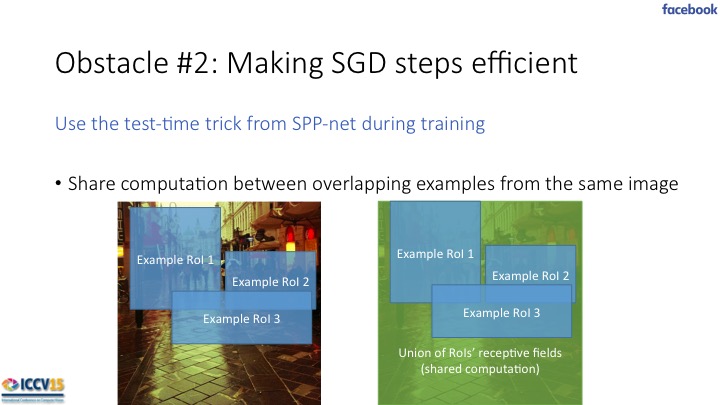 facebook
Obstacle #2: Making SGD steps efficient
Use the test-time trick from SPP-net during training
• Share computation between overlapping examples from the same image
Example RoI 1
Example RoI 2
Example RoI 3
Example RoI 1
Example RoI 2
Example RoI 3
Union of RoIs' receptive fields
(shared computation)
ICCV15